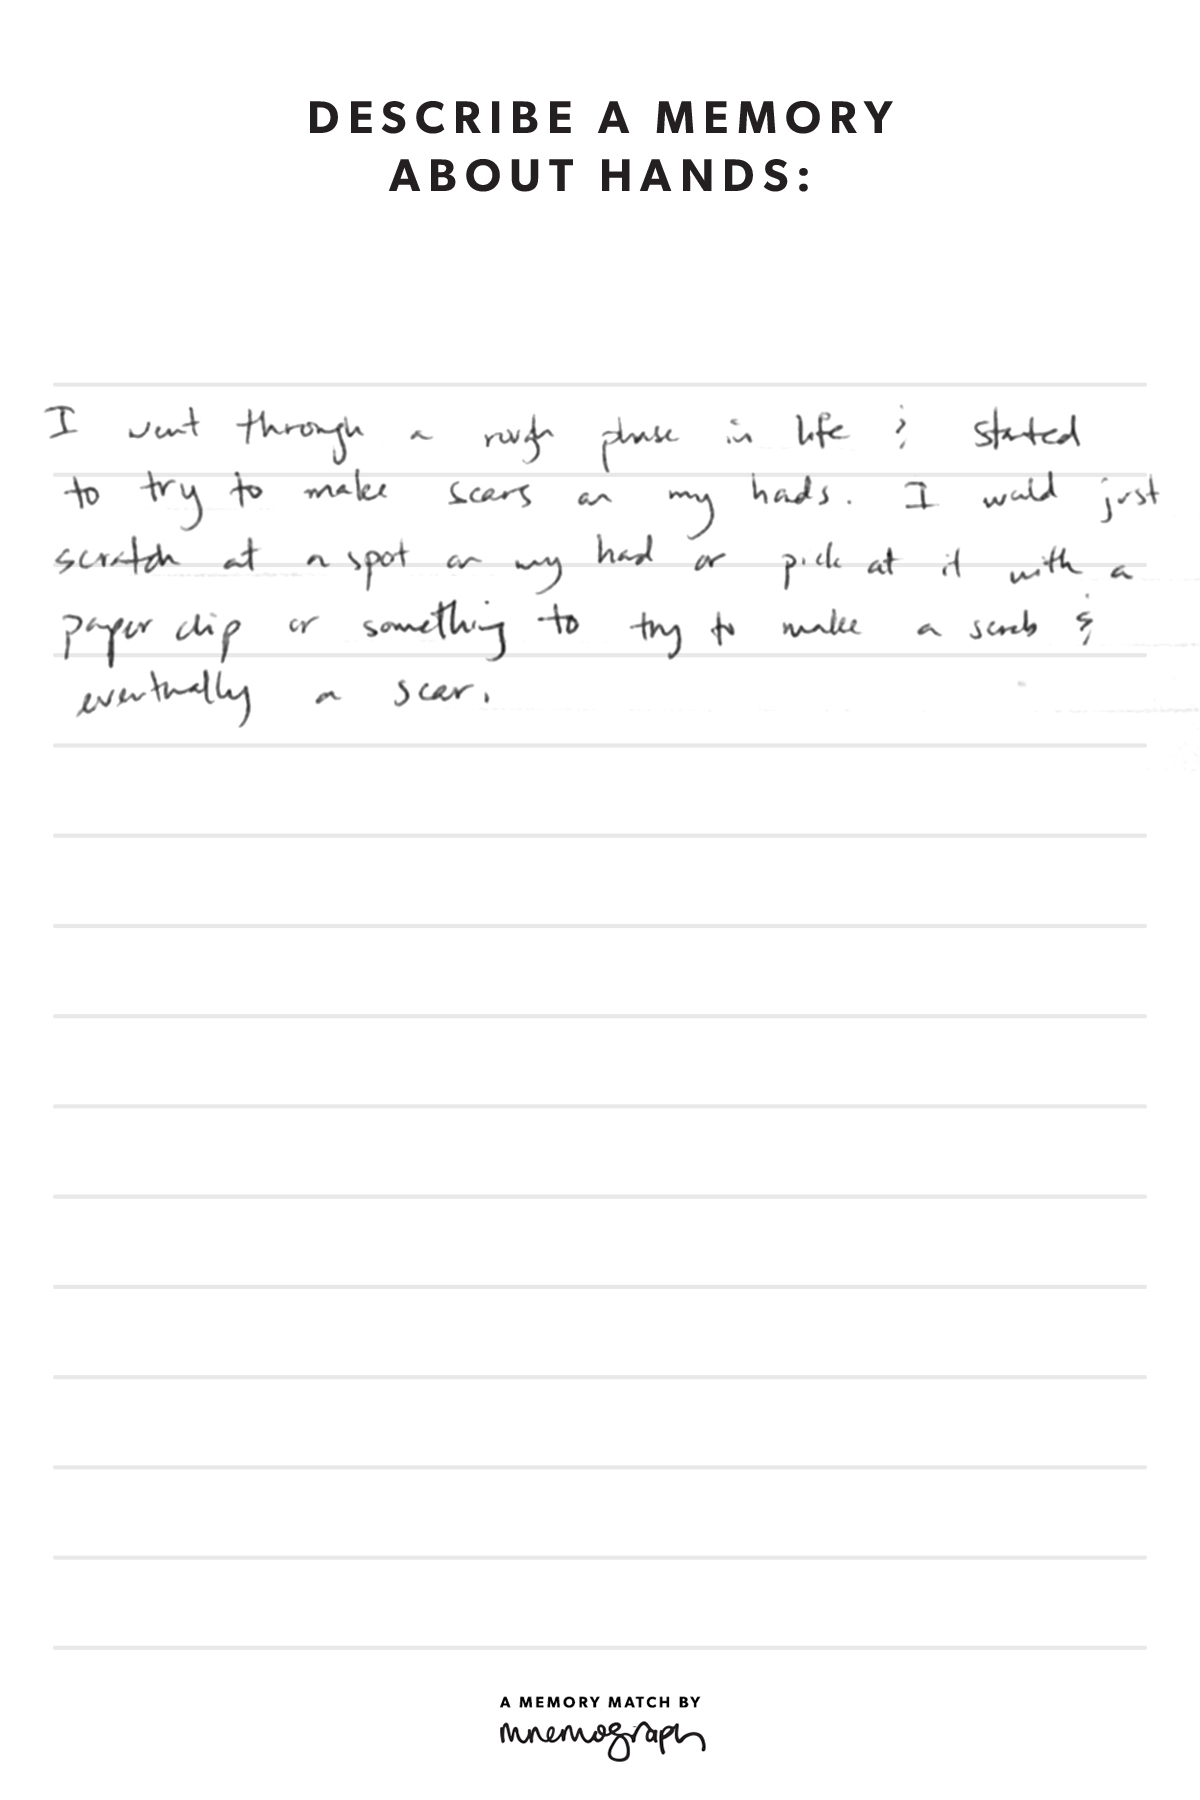 DESCRIBE A MEMORY
ABOUT HANDS:
I went through a rough phase in life & started
to try to make scars on my hands. I would just
scratch at a spot on my hand or pick at it with a
paper clip or something to try to make a scab &
eventually a scar.
A MEMORY MATCH BY
mnemograph